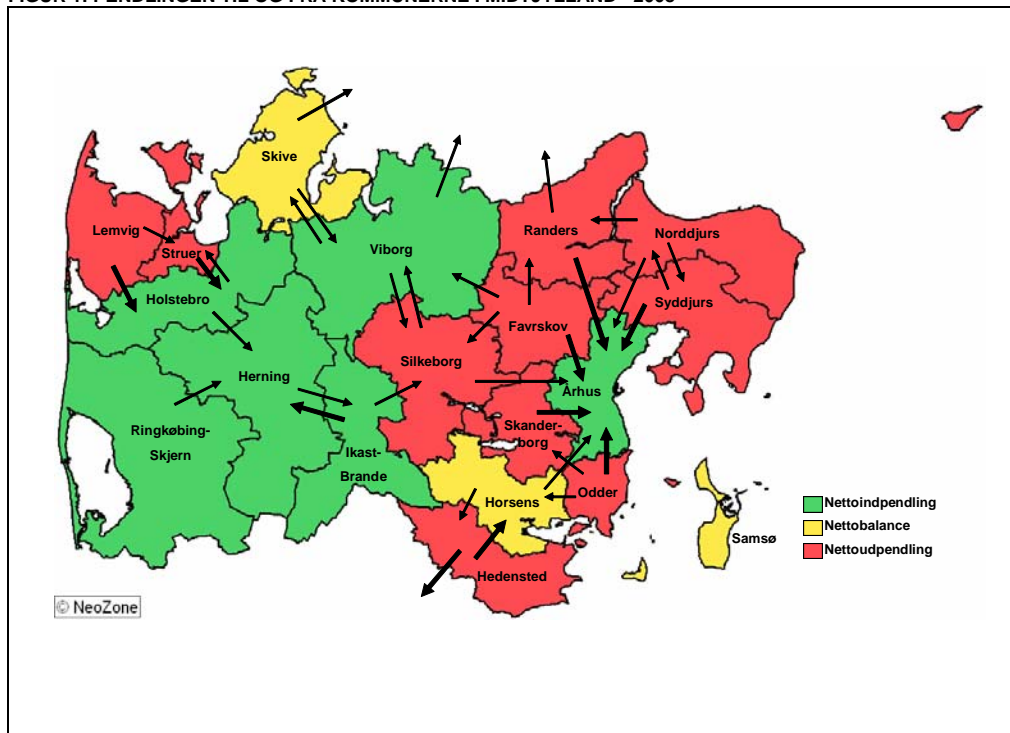 Skive
Lemvig
Struer
Viborg
Randers
Norddjurs
Holstebro
Syddjurs
Favrskov
Silkeborg
Herning
Århus
Ringkøbing-
Skjern
Skander-
borg
Ikast-
Brande
Horsens
Odder
Samsø
Hedensted
Nettoindpendling
Nettobalance
Nettoudpendling
© NeoZone